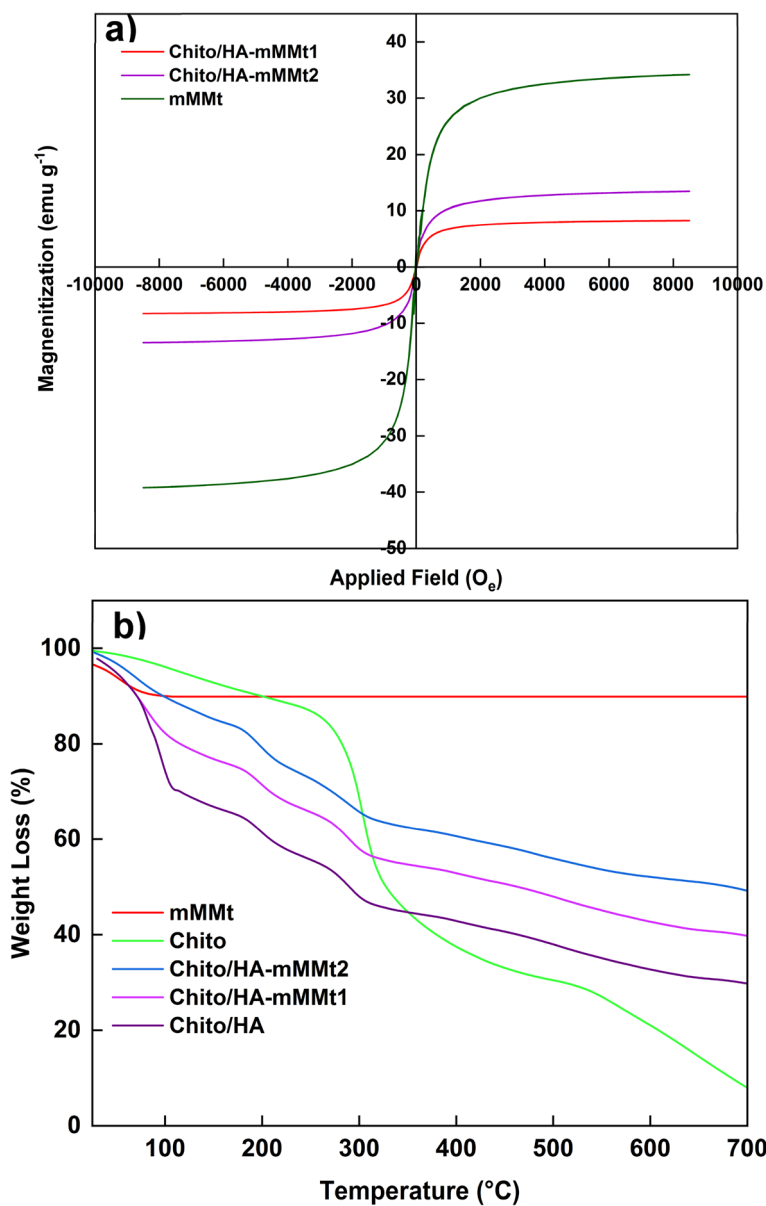 a)
Chito/HA-mMMt1
Chito/HA-mMMt2
mMMt
Magnenitization (emu g-1)
40
30
20
10
0
-10000 -8000 -6000 -4000 -2000 0 2000 4000 6000 8000 10000
-10
-20
-30
-40
-50
Applied Field (Oe)
b)
Weight Loss (%)
100
80
60
40
20
0
mMMt
Chito
Chito/HA-mMMt2
Chito/HA-mMMt1
Chito/HA
100 200 300 400 500 600 700
Temperature (°C)